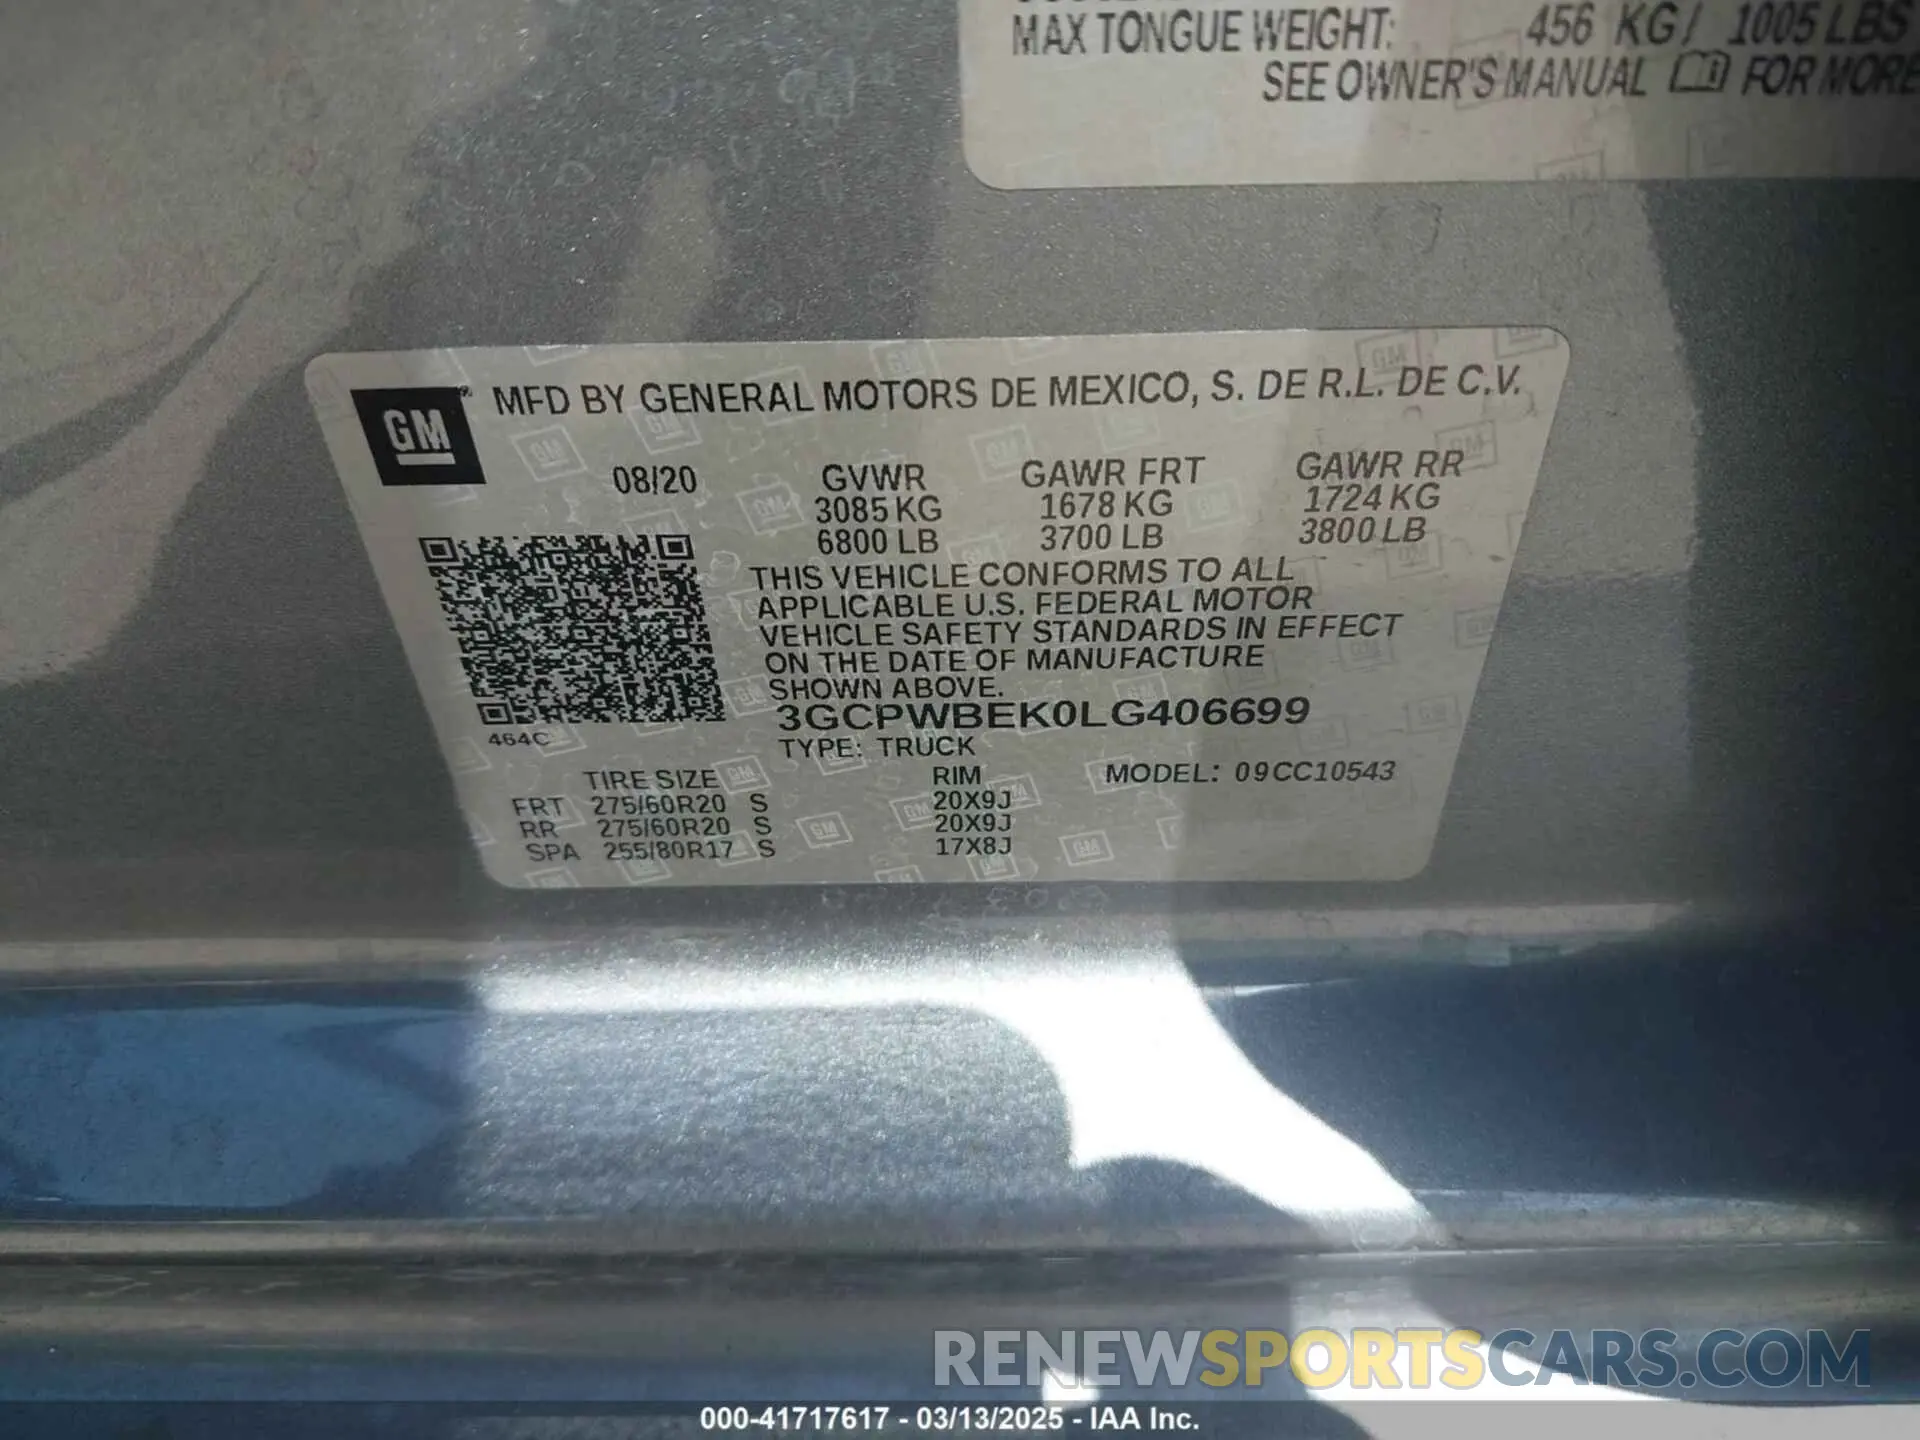 MAX TONGUE WEIGHT: 456 KG / 1005 LBS
SEE OWNER'S MANUAL FOR MORE
GM
MFD BY GENERAL MOTORS DE MEXICO, S. DE R.L. DE C.V.
08/20 GVWR GAWR FRT GAWR RR
3085 KG 1678 KG 1724 KG
6800 LB 3700 LB 3800 LB
THIS VEHICLE CONFORMS TO ALL
APPLICABLE U.S. FEDERAL MOTOR
VEHICLE SAFETY STANDARDS IN EFFECT
ON THE DATE OF MANUFACTURE
SHOWN ABOVE.
3GCPWBEK0LG406699
464C
TYPE: TRUCK
TIRE SIZE RIM MODEL: 09CC10543
FRT 275/60R20 S 20X9J
RR 275/60R20 S 20X9J
SPA 255/80R17 S 17X8J
RENEWSPORTSCARS.COM
000-41717617 - 03/13/2025 - IAA Inc.